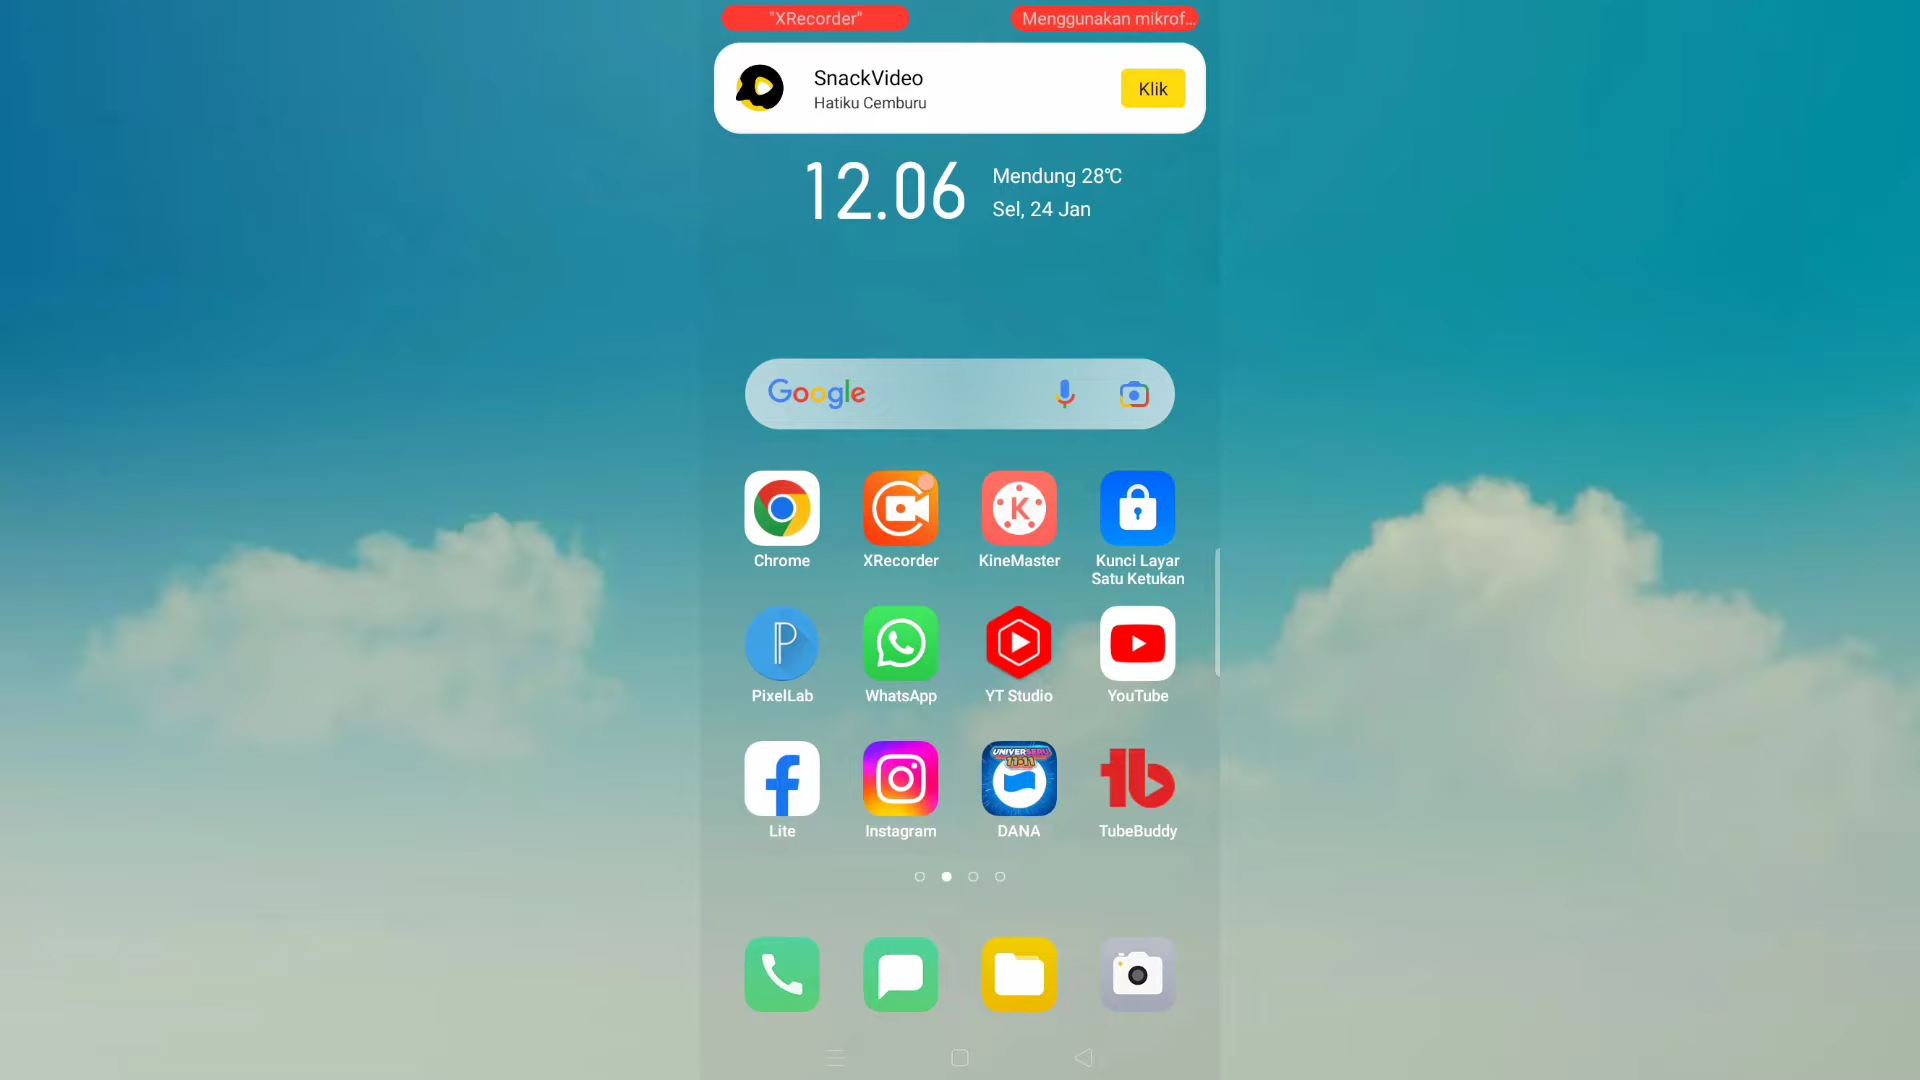 "XRecorder"
Menggunakan mikrof...
SnackVideo
Hatiku Cemburu
Klik
12.06
Mendung 28℃
Sel, 24 Jan
Google
Chrome
XRecorder
KineMaster
Kunci Layar
Satu Ketukan
PixelLab
WhatsApp
YT Studio
YouTube
Lite
Instagram
DANA
TubeBuddy